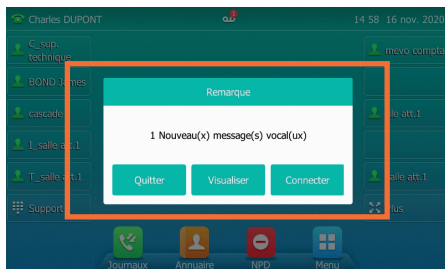 Charles DUPONT
14 58 16 nov. 2020
C_sup.
technique
mevo compta
BOND James
Remarque
cascade
att.1
1 Nouveau(x) message(s) vocal(ux)
I_salle att.1
T_salle att.1
Quitter
Visualiser
Connecter
salle att.1
Support
Plus
Journaux
Annuaire
NPD
Menu